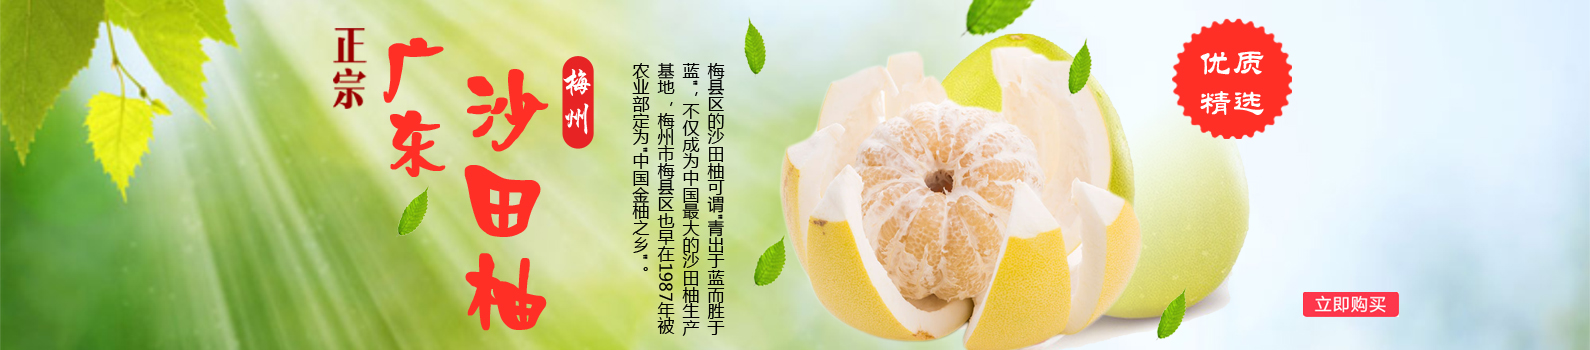 正宗
广东
沙田柚
梅州
梅县区的沙田柚可谓"青出于蓝而胜于
蓝"，不仅成为中国最大的沙田柚生产
基地，梅州市梅县区也早在1987年被
农业部定为"中国金柚之乡"。
优质
精选
立即购买